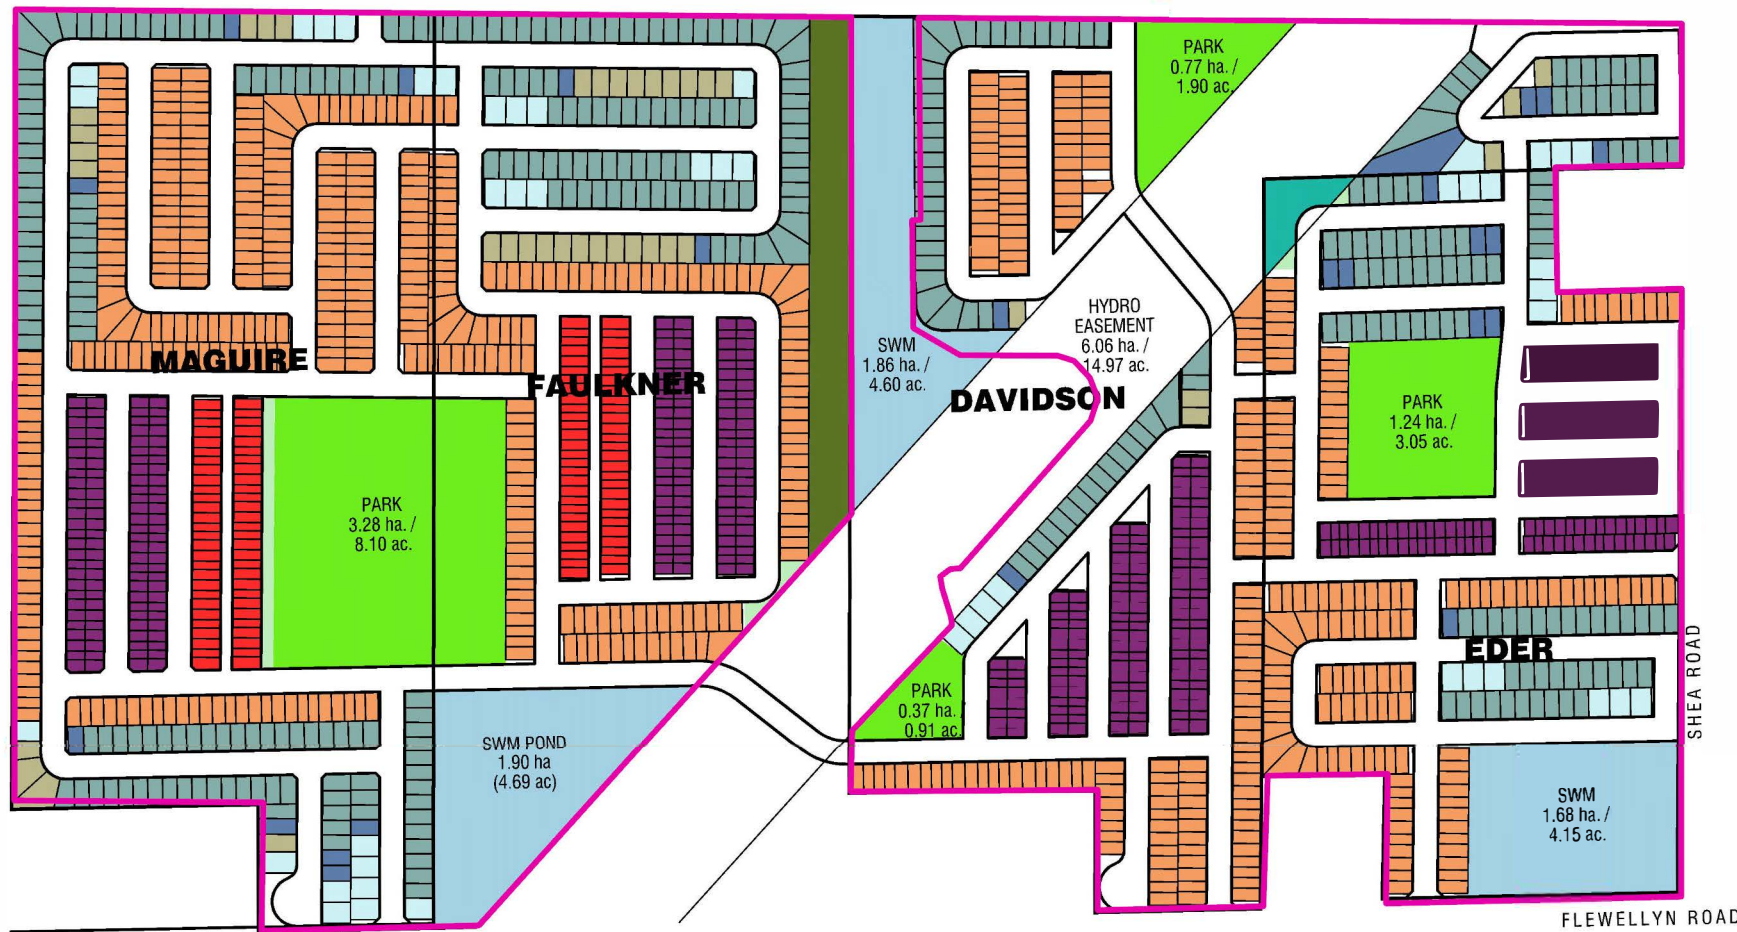 PARK
0.77 ha. /
1.90 ac.
HYDRO
EASEMENT
6.06 ha. /
14.97 ac.
SWM
1.86 ha. /
4.60 ac.
MAGUIRE
FAULKNER
DAVIDSON
PARK
1.24 ha. /
3.05 ac.
PARK
3.28 ha. /
8.10 ac.
EDER
SHEA ROAD
PARK
0.37 ha.
0.91 ac.
SWM POND
1.90 ha
(4.69 ac)
SWM
1.68 ha. /
4.15 ac.
FLEWELLYN ROAD